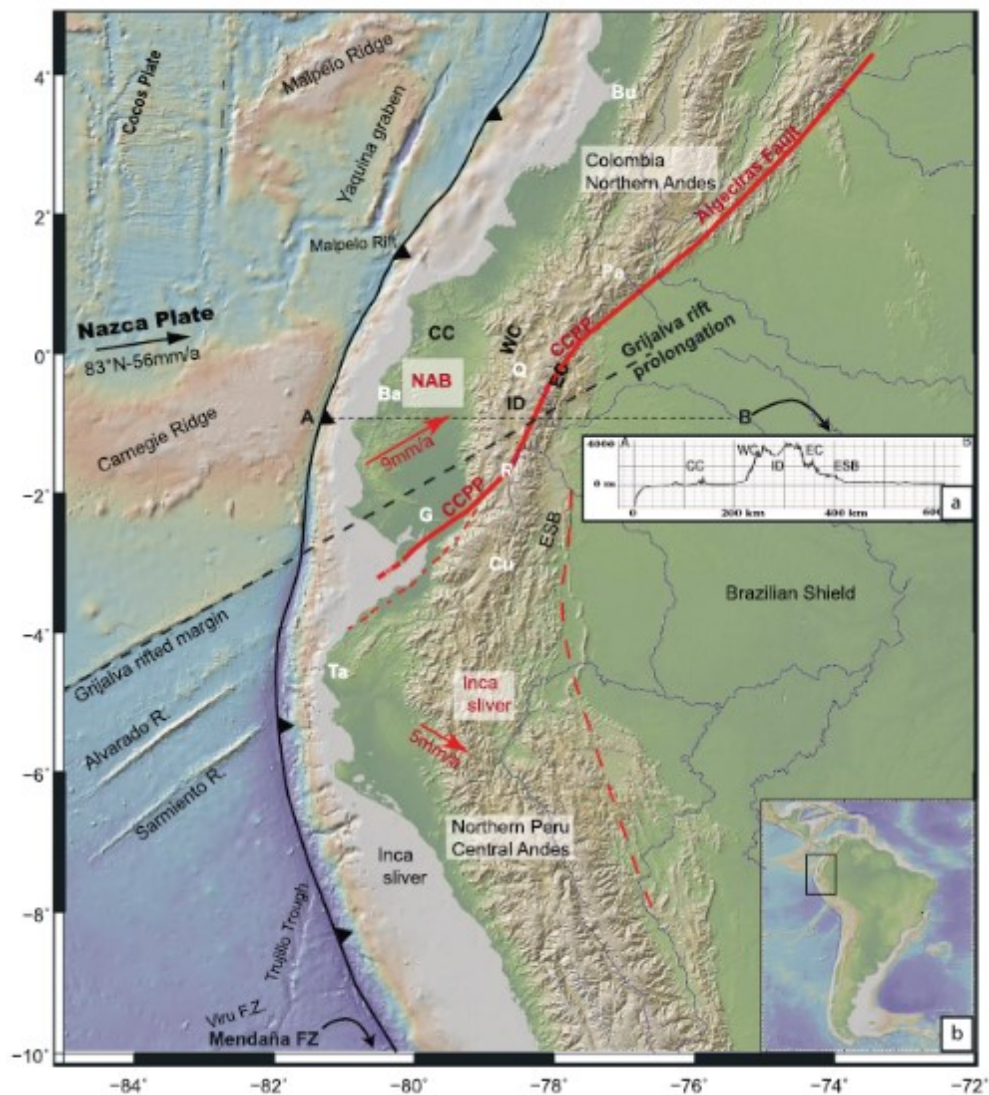 4°
2°
0°
−2°
−4°
−6°
−8°
−10°
−84°
−82°
−80°
−78°
−76°
−74°
−72°
Cocos Plate
Malpelo Ridge
Yaquina graben
Malpelo Rift
Bu
Colombia
Northern Andes
Algeciras Fault
Pa
Nazca Plate
83°N-56mm/a
CC
WC
CCPP
Grijalva rift
prolongation
Q
EC
Ba
NAB
ID
A
B
Carnegie Ridge
9mm/a
R
CCPP
G
4000
0 m
A
B
WC
EC
CC
ID
ESB
0
200 km
400 km
a
ESB
Cu
Brazilian Shield
Grijalva rifted margin
Ta
Inca
sliver
Alvarado R.
5mm/a
Sarmiento R.
Northern Peru
Central Andes
Inca
sliver
Trujillo Trough
Viru F.Z.
Mendaña FZ
b